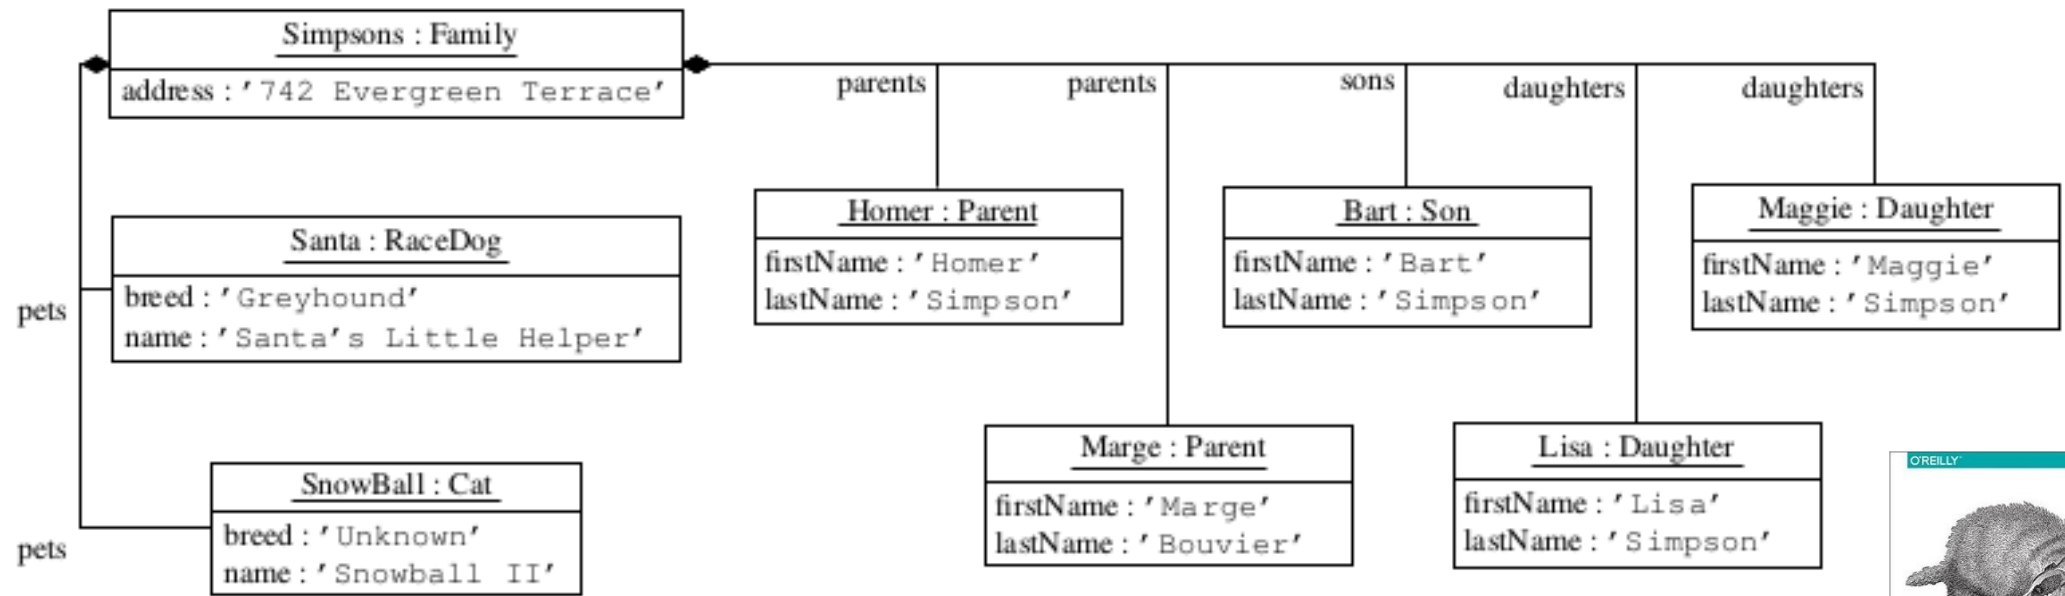 Simpsons : Family
address : '742 Evergreen Terrace'
parents
parents
sons
daughters
daughters
Homer : Parent
firstName : 'Homer'
lastName : 'Simpson'
Bart : Son
firstName : 'Bart'
lastName : 'Simpson'
Maggie : Daughter
firstName : 'Maggie'
lastName : 'Simpson'
pets
Santa : RaceDog
breed : 'Greyhound'
name : 'Santa's Little Helper'
Marge : Parent
firstName : 'Marge'
lastName : 'Bouvier'
Lisa : Daughter
firstName : 'Lisa'
lastName : 'Simpson'
pets
SnowBall : Cat
breed : 'Unknown'
name : 'Snowball II'
O'REILLY